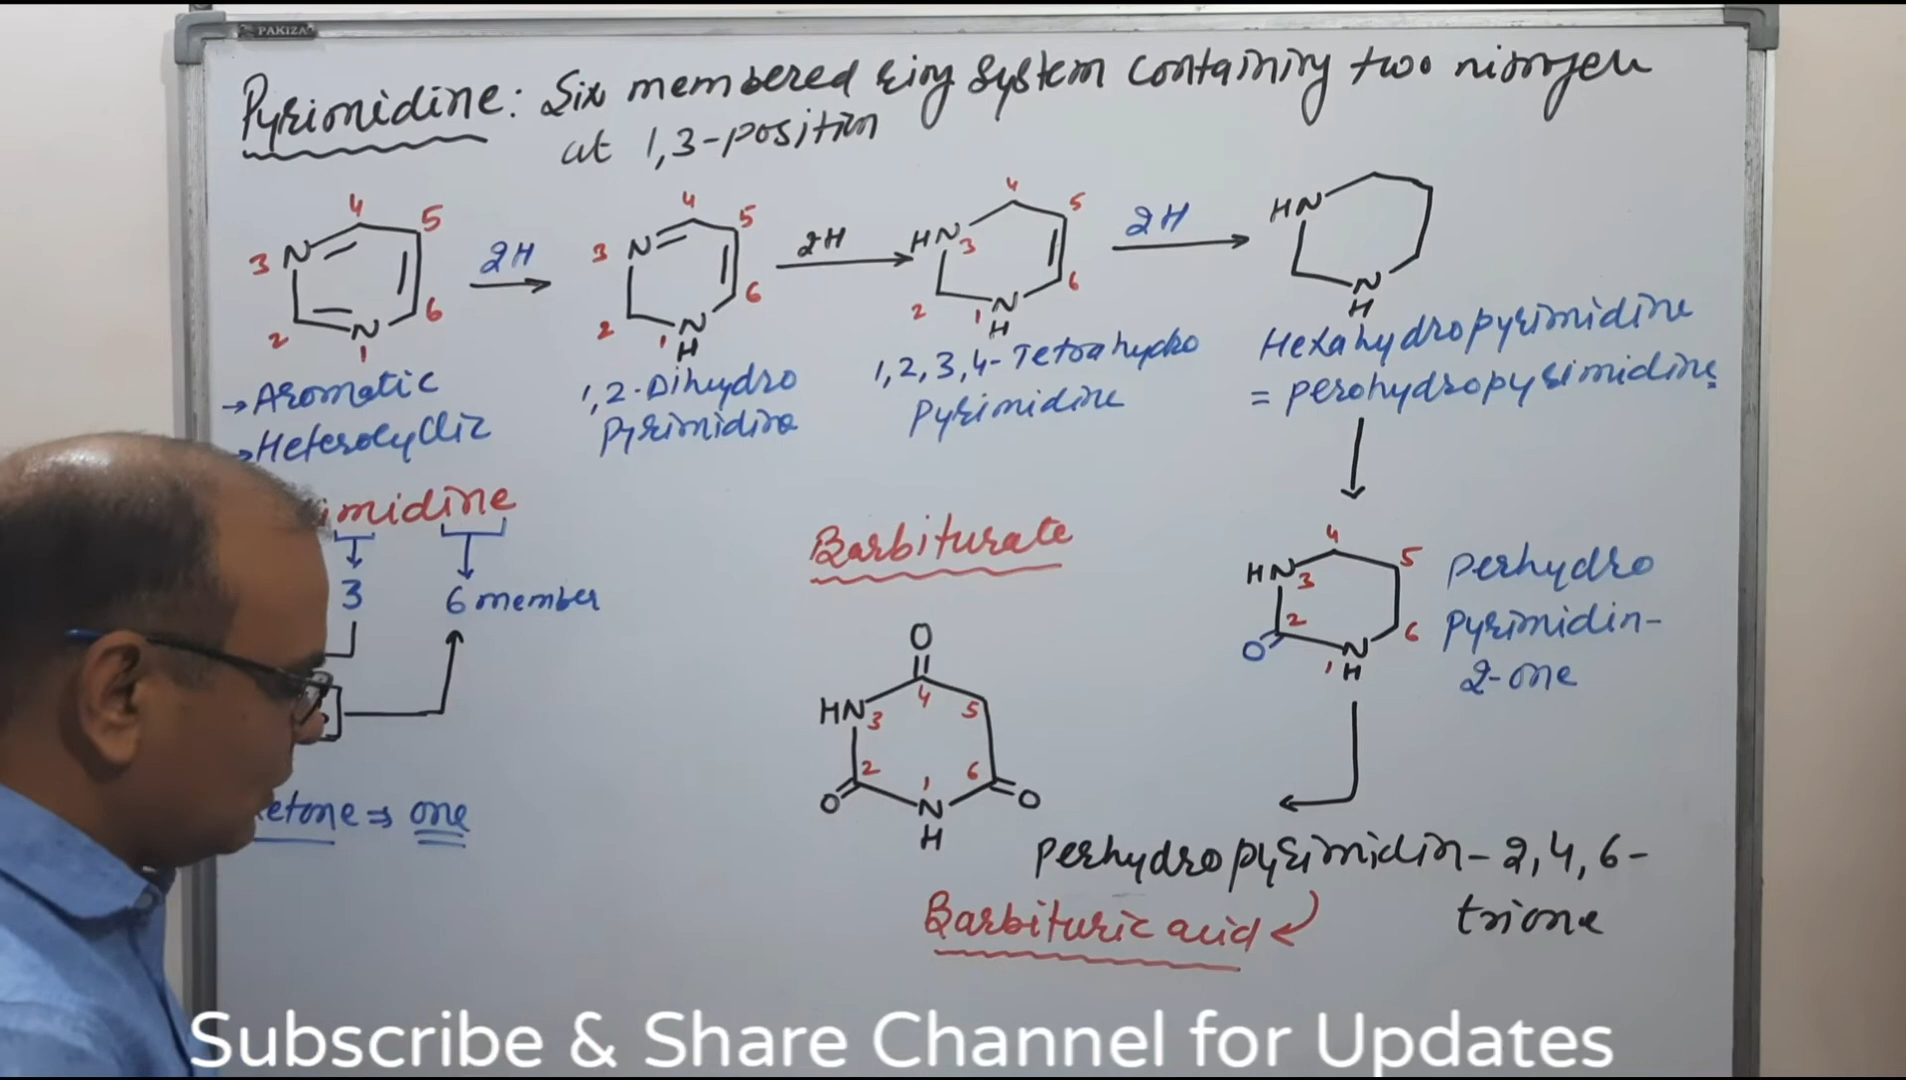 PAKIZA
Pyrimidine: Six membered ring system containing two nitrogen
at 1,3-position
4
5
3 N
2H
6
2
N
1
4
5
3 N
2H
6
2
N
1 H
4
5
HN 3
2H
6
2
N
1 H
HN
N
H
→Aromatic
→Heterocyclic
1,2-Dihydro
Pyrimidine
1,2,3,4-Tetrahydro
Pyrimidine
Hexahydropyrimidine
= perohydropyrimidine
imidine
3
6 member
etone ⇒ one
Barbiturate
O
HN 3
4
5
2
1
6
O
N
O
H
4
HN 3
5
2
6
O
N
1 H
perhydro
pyrimidin-
2-one
perhydropyrimidin-2,4,6-
trione
Barbituric acid
Subscribe & Share Channel for Updates